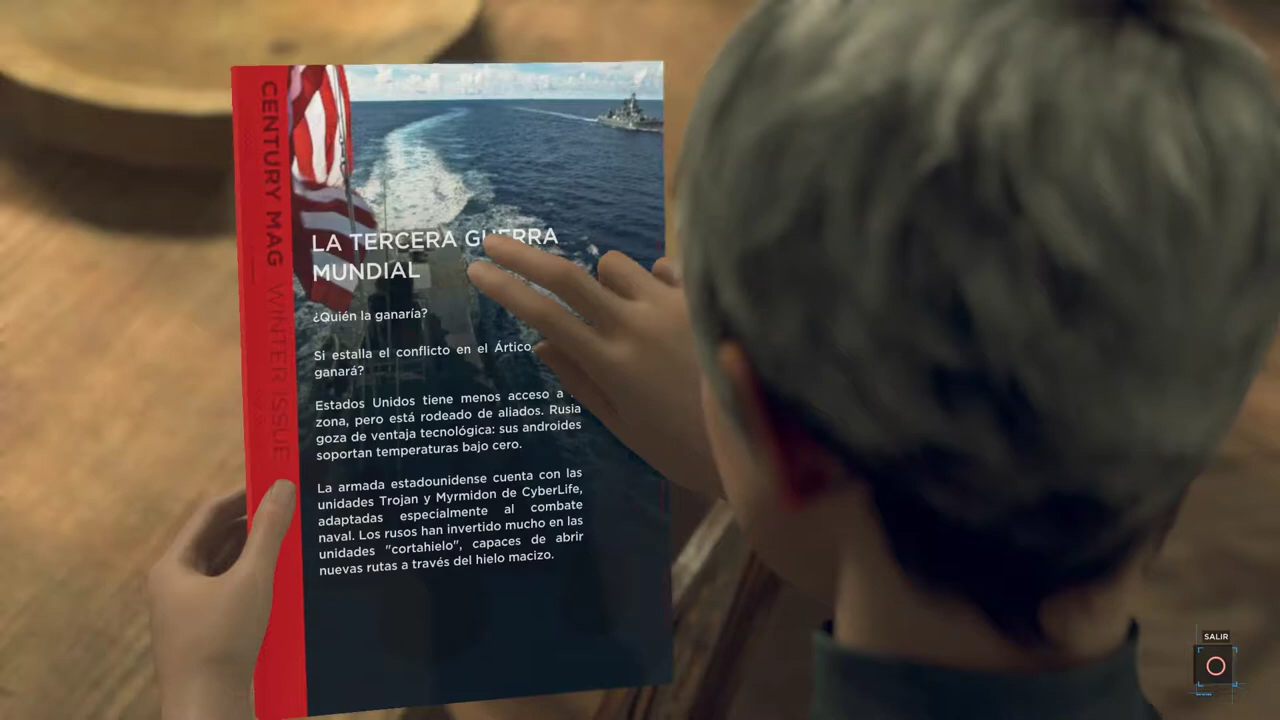 CENTURY MAG WINTER ISSUE
LA TERCERA GUERRA
MUNDIAL
¿Quién la ganaría?
Si estalla el conflicto en el Ártico,
ganará?
Estados Unidos tiene menos acceso a
zona, pero está rodeado de aliados. Rusia
goza de ventaja tecnológica: sus androides
soportan temperaturas bajo cero.
La armada estadounidense cuenta con las
unidades Trojan y Myrmidon de CyberLife,
adaptadas especialmente al combate
naval. Los rusos han invertido mucho en las
unidades "cortahielo", capaces de abrir
nuevas rutas a través del hielo macizo.
SALIR